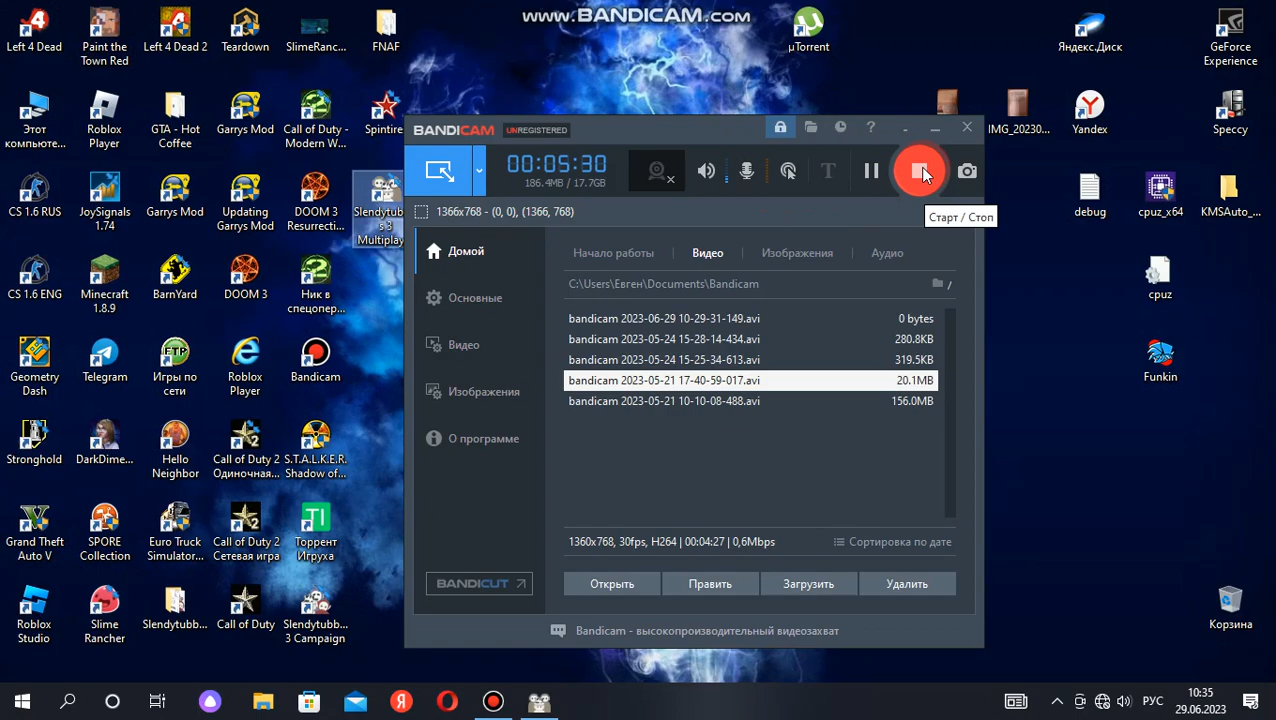 www.BANDICAM.com
Left 4 Dead
Paint the
Town Red
Left 4 Dead 2
Teardown
SlimeRanc...
FNAF
µTorrent
Яндекс.Диск
GeForce
Experience
Этот
компьюте...
Roblox
Player
GTA - Hot
Coffee
Garrys Mod
Call of Duty -
Modern W...
Spintire
IMG_20230...
Yandex
Speccy
CS 1.6 RUS
JoySignals
1.74
Garrys Mod
Updating
Garrys Mod
DOOM 3
Resurrecti...
Slendytubb
s 3
Multiplay
debug
cpuz_x64
KMSAuto_...
CS 1.6 ENG
Minecraft
1.8.9
BarnYard
DOOM 3
Ник в
спецопер...
cpuz
Geometry
Dash
Telegram
Игры по
сети
Roblox
Player
Bandicam
Funkin
Stronghold
DarkDime...
Hello
Neighbor
Call of Duty 2
Одиночная...
S.T.A.L.K.E.R.
Shadow of...
Grand Theft
Auto V
SPORE
Collection
Euro Truck
Simulator...
Call of Duty 2
Сетевая игра
Торрент
Игруха
Roblox
Studio
Slime
Rancher
Slendytubb...
Call of Duty
Slendytubb...
3 Campaign
Корзина
BANDICAM UNREGISTERED
00:05:30
186.4MB / 17.7GB
Старт / Стоп
1366x768 - (0, 0), (1366, 768)
Домой
Основные
Видео
Изображения
О программе
BANDICUT
Начало работы Видео Изображения Аудио
C:\Users\Евген\Documents\Bandicam
bandicam 2023-06-29 10-29-31-149.avi 0 bytes
bandicam 2023-05-24 15-28-14-434.avi 280.8KB
bandicam 2023-05-24 15-25-34-613.avi 319.5KB
bandicam 2023-05-21 17-40-59-017.avi 20.1MB
bandicam 2023-05-21 10-10-08-488.avi 156.0MB
1360x768, 30fps, H264 | 00:04:27 | 0,6Mbps Сортировка по дате
Открыть Править Загрузить Удалить
Bandicam - высокопроизводительный видеозахват
РУС
10:35
29.06.2023